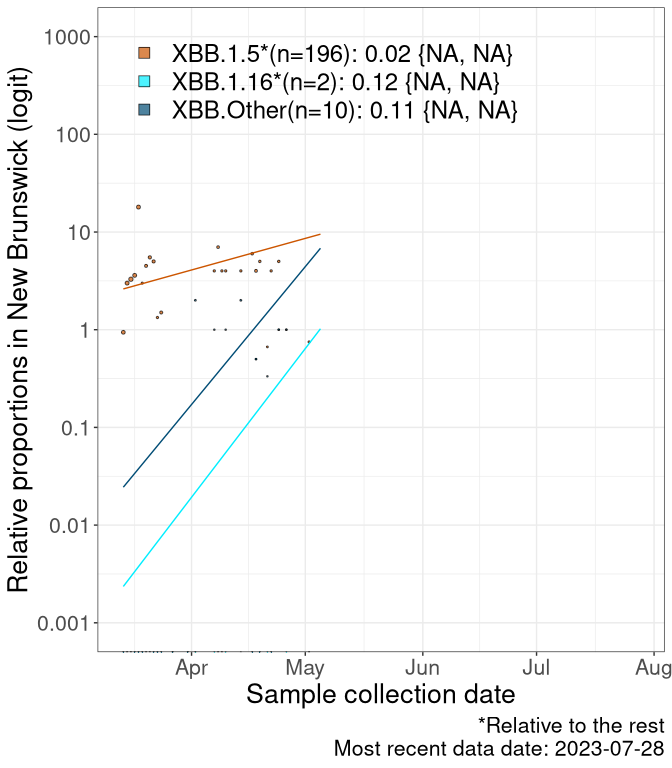 XBB.1.5*(n=196): 0.02 {NA, NA}
XBB.1.16*(n=2): 0.12 {NA, NA}
XBB.Other(n=10): 0.11 {NA, NA}
Relative proportions in New Brunswick (logit)
1000
100
10
1
0.1
0.01
0.001
Apr May Jun Jul Aug
Sample collection date
*Relative to the rest
Most recent data date: 2023-07-28